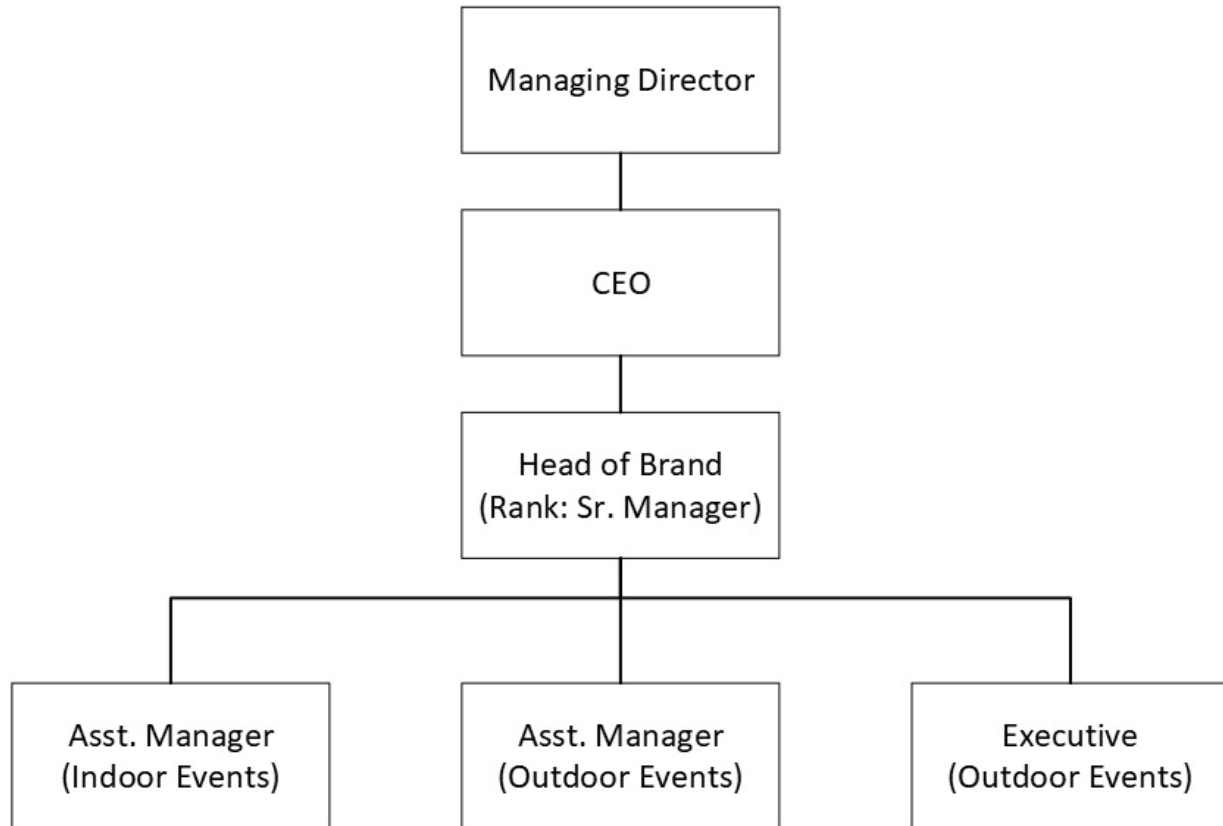 Managing Director
CEO
Head of Brand
(Rank: Sr. Manager)
Asst. Manager
(Indoor Events)
Asst. Manager
(Outdoor Events)
Executive
(Outdoor Events)